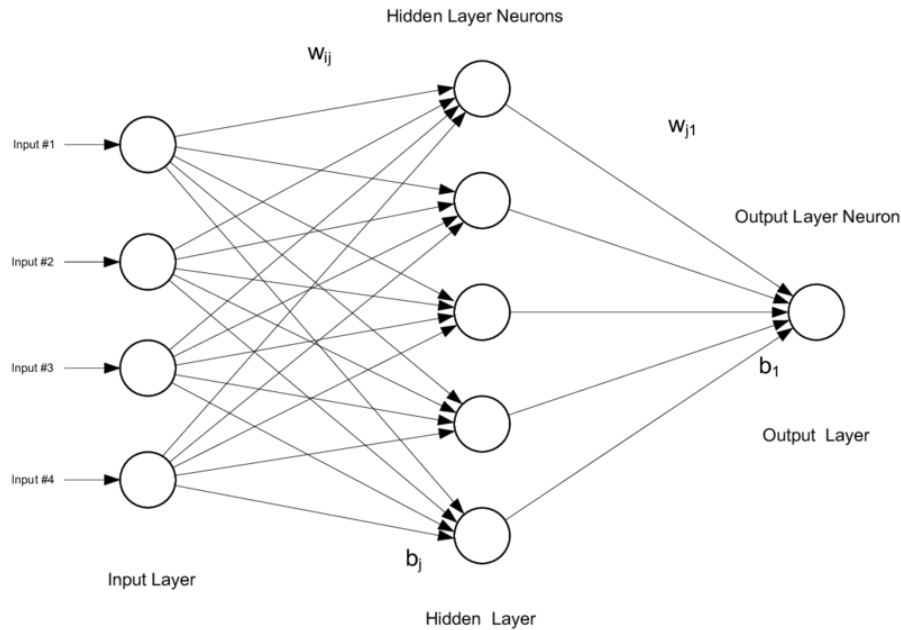 Hidden Layer Neurons
wij
wj1
Input #1
Output Layer Neuron
Input #2
b1
Input #3
Output Layer
Input #4
bj
Input Layer
Hidden Layer